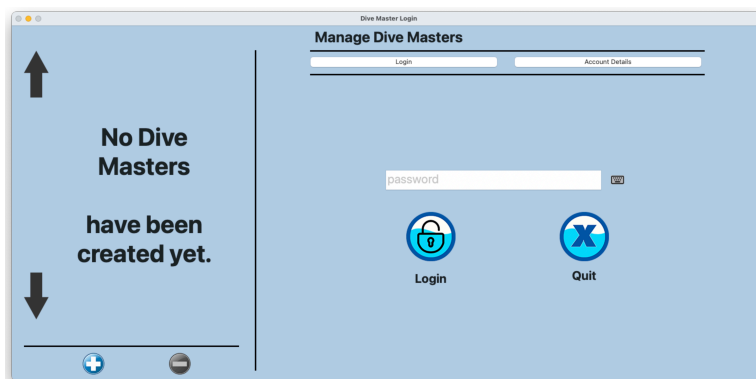 Dive Master Login
Manage Dive Masters
Login
Account Details
No Dive
Masters
have been
created yet.
password
Login
Quit